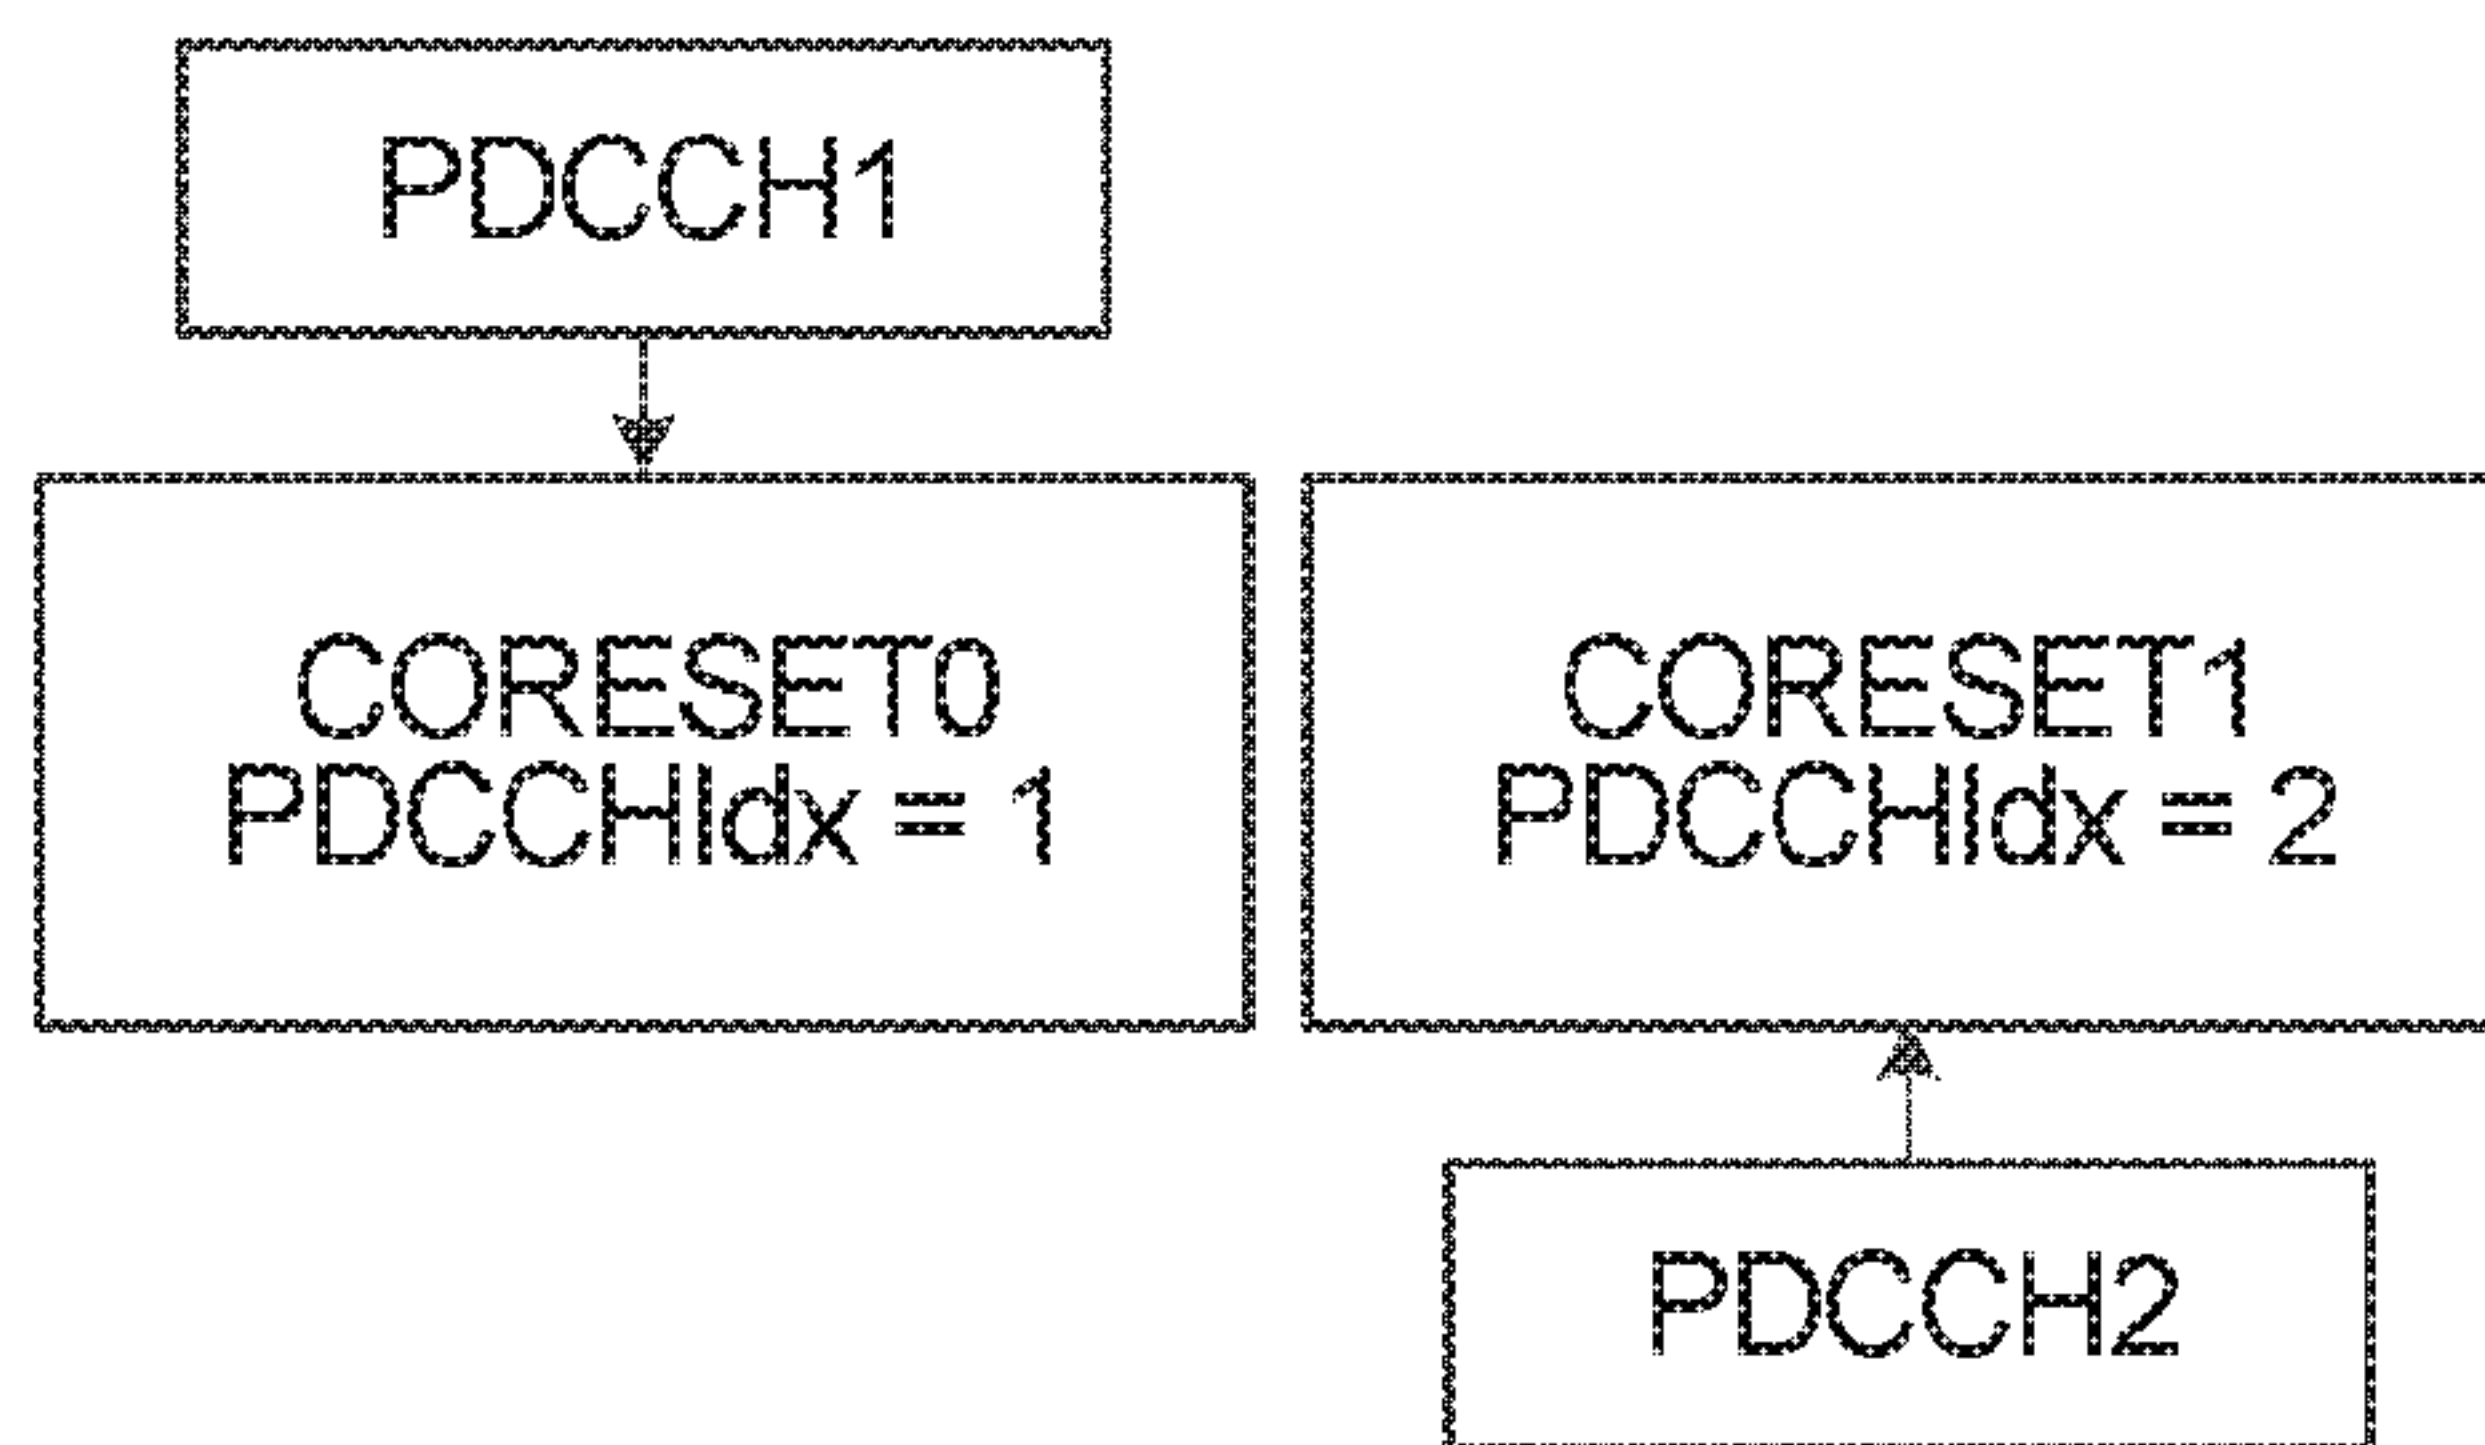 PDCCH1
CORESET0
PDCCHIdx = 1
CORESET1
PDCCHIdx = 2
PDCCH2